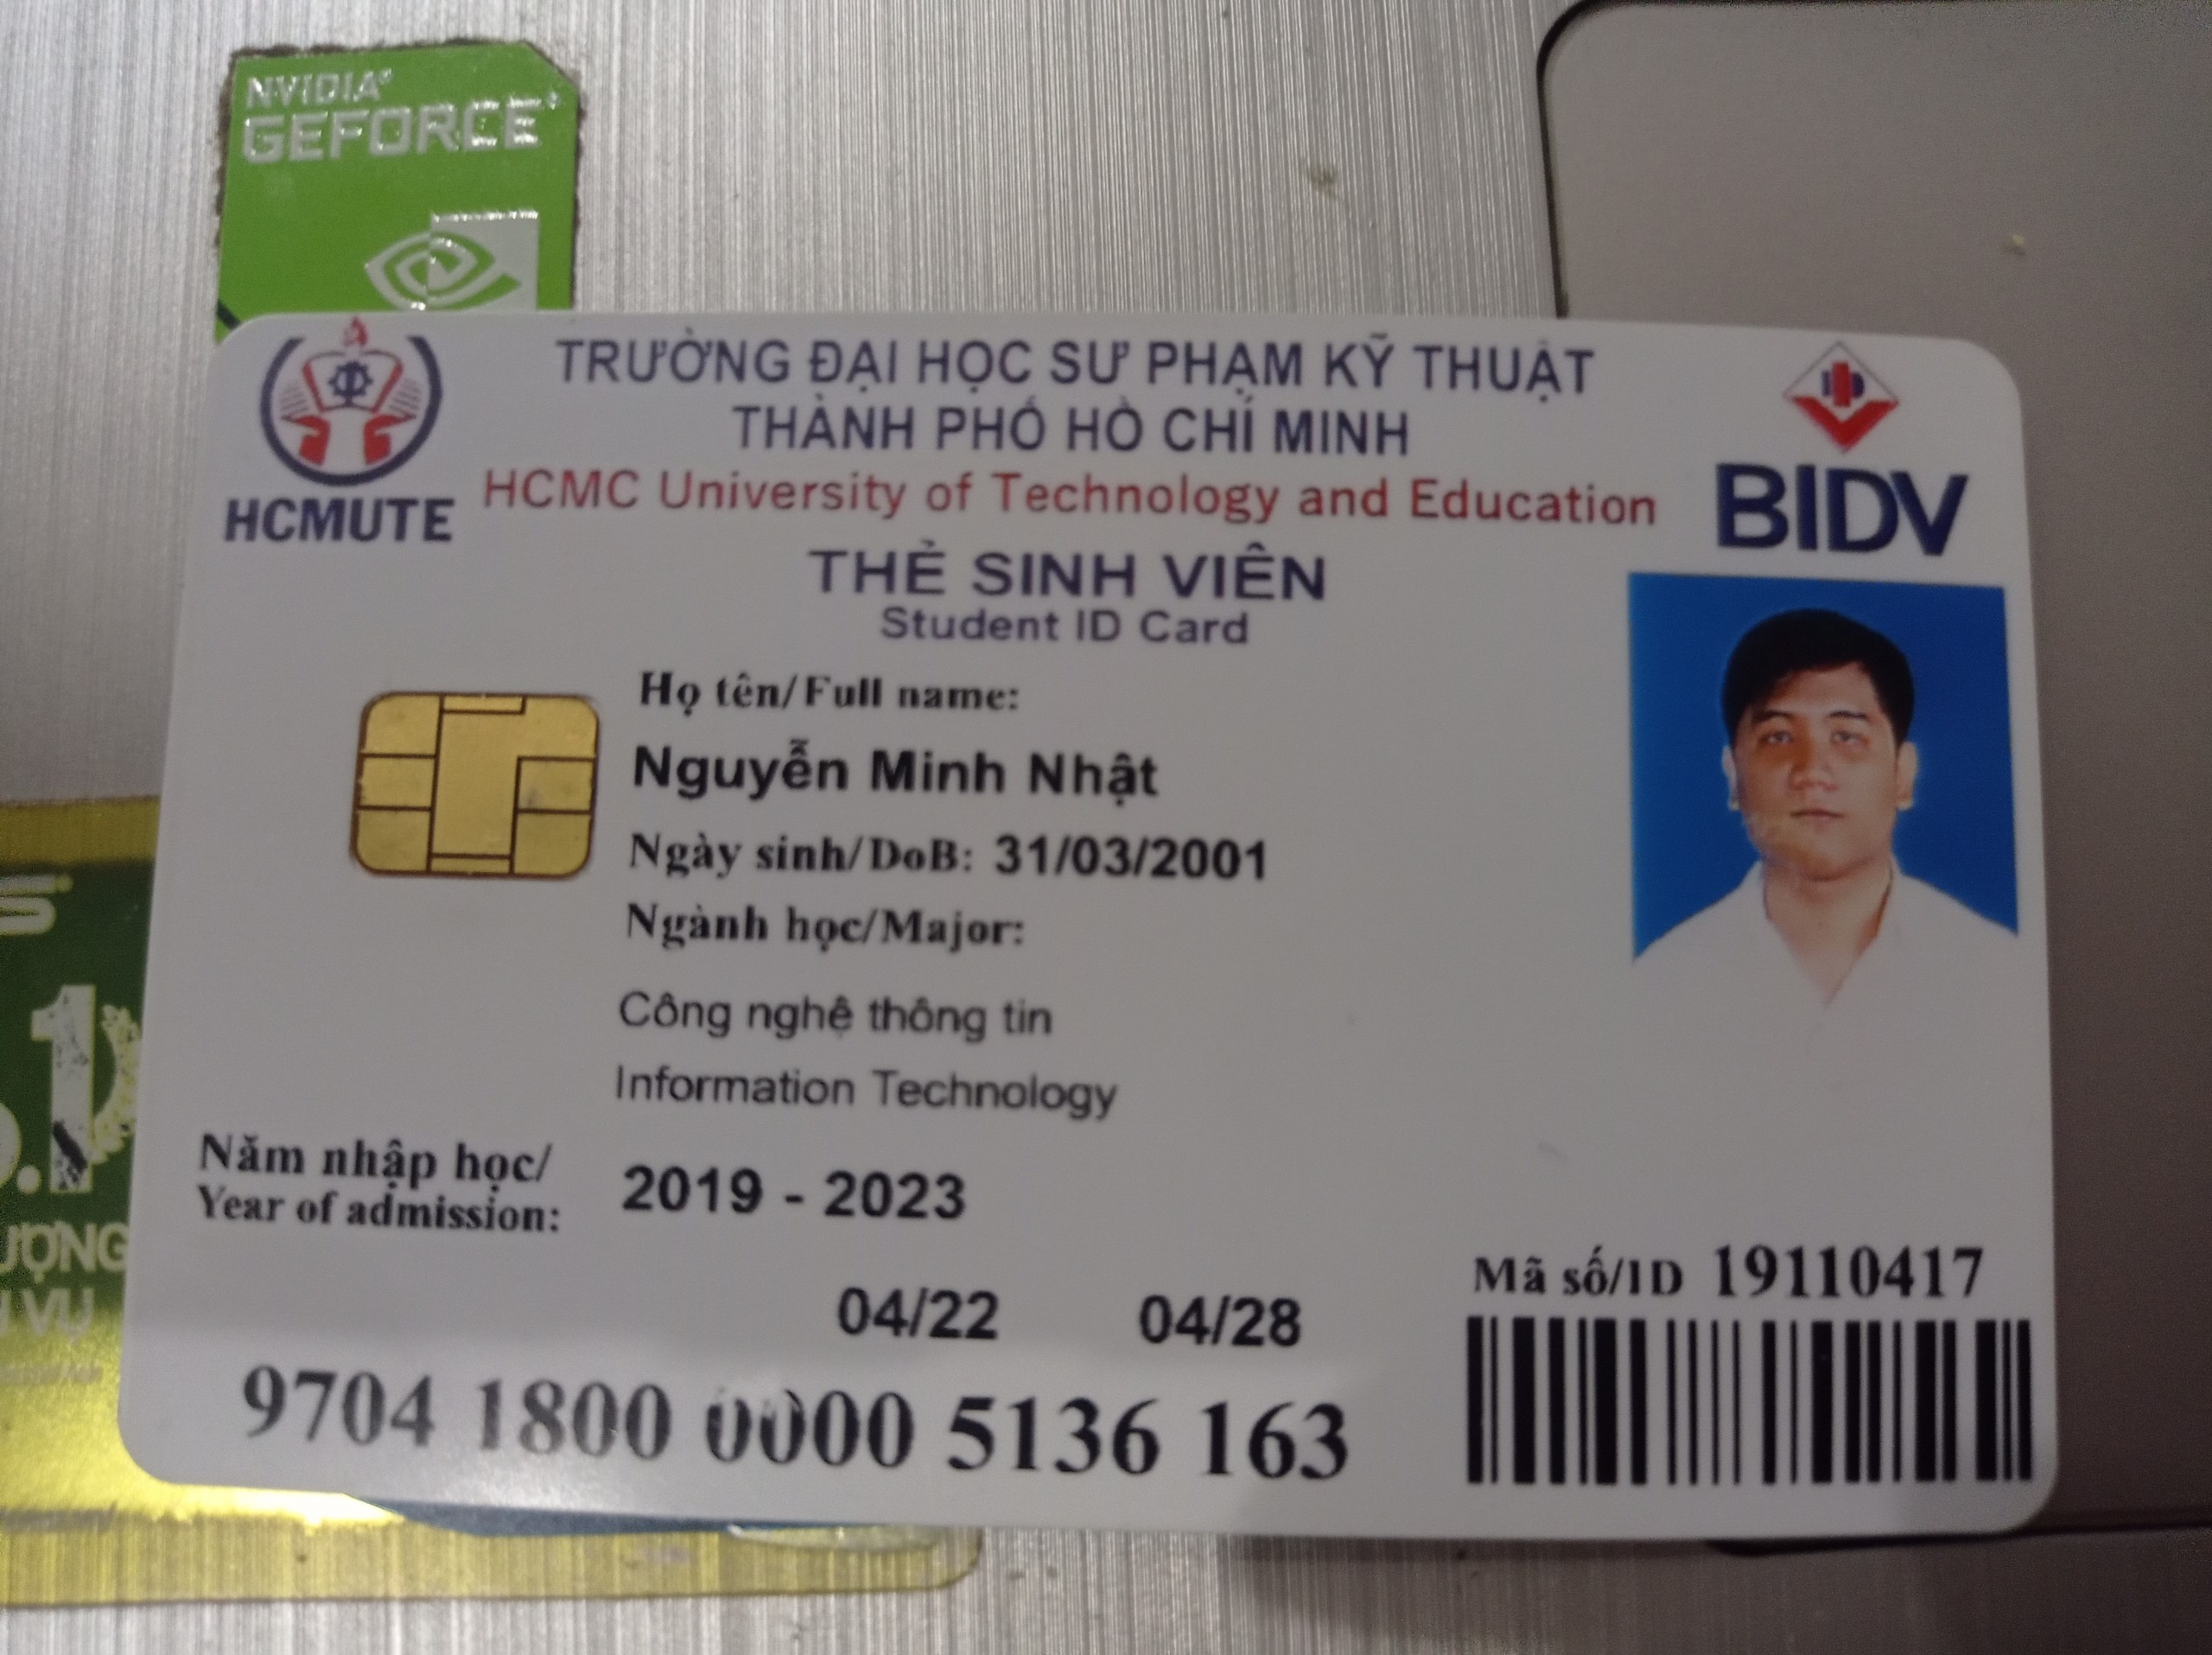 NVIDIA
GEFORCE
TRƯỜNG ĐẠI HỌC SƯ PHẠM KỸ THUẬT
THÀNH PHỐ HỒ CHÍ MINH
HCMC University of Technology and Education
HCMUTE
BIDV
THẺ SINH VIÊN
Student ID Card
Họ tên/Full name:
Nguyễn Minh Nhật
Ngày sinh/DoB: 31/03/2001
Ngành học/Major:
Công nghệ thông tin
Information Technology
Năm nhập học/
Year of admission: 2019 - 2023
Mã số/ID 19110417
04/22 04/28
9704 1800 0000 5136 163
VỤ